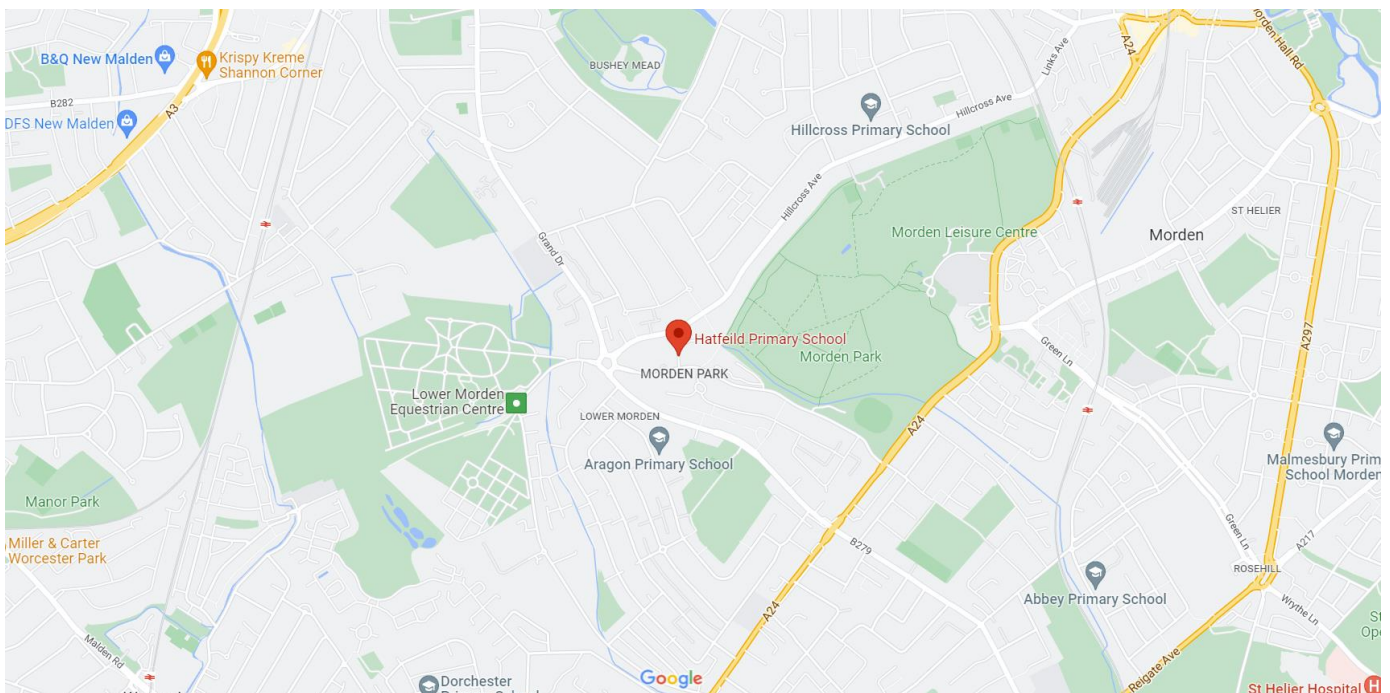 BUSHEY MEAD
B&Q New Malden
Krispy Kreme
Shannon Corner
B282
A3
DFS New Malden
Links Ave
A24
Morden Hall Rd
Hillcross Ave
Hillcross Primary School
Hillcross Ave
ST HELIER
Morden
Morden Leisure Centre
Grand Dr
Hatfeild Primary School
Morden Park
MORDEN PARK
Green Ln
A297
Lower Morden
Equestrian Centre
LOWER MORDEN
A24
Aragon Primary School
Malmesbury Prim
School Morden
Manor Park
Miller & Carter
Worcester Park
B279
Green Ln
A217
ROSEHILL
Abbey Primary School
Wrythe Ln
A24
St
Ope
Malden Rd
Google
Dorchester
Reigate Ave
St Helier Hospital
H